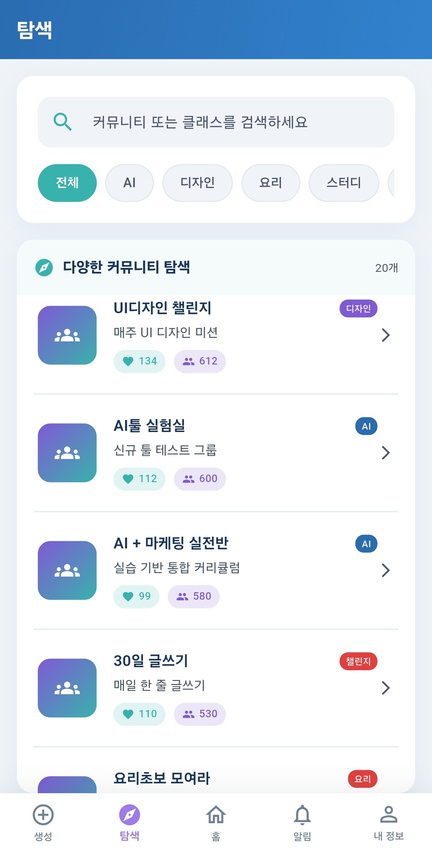 탐색
커뮤니티 또는 클래스를 검색하세요
전체 AI 디자인 요리 스터디
다양한 커뮤니티 탐색 20개
UI디자인 챌린지 디자인
매주 UI 디자인 미션
134 612
AI툴 실험실 AI
신규 툴 테스트 그룹
112 600
AI + 마케팅 실전반 AI
실습 기반 통합 커리큘럼
99 580
30일 글쓰기 챌린지
매일 한 줄 글쓰기
110 530
요리초보 모여라 요리
생성 탐색 홈 알림 내 정보